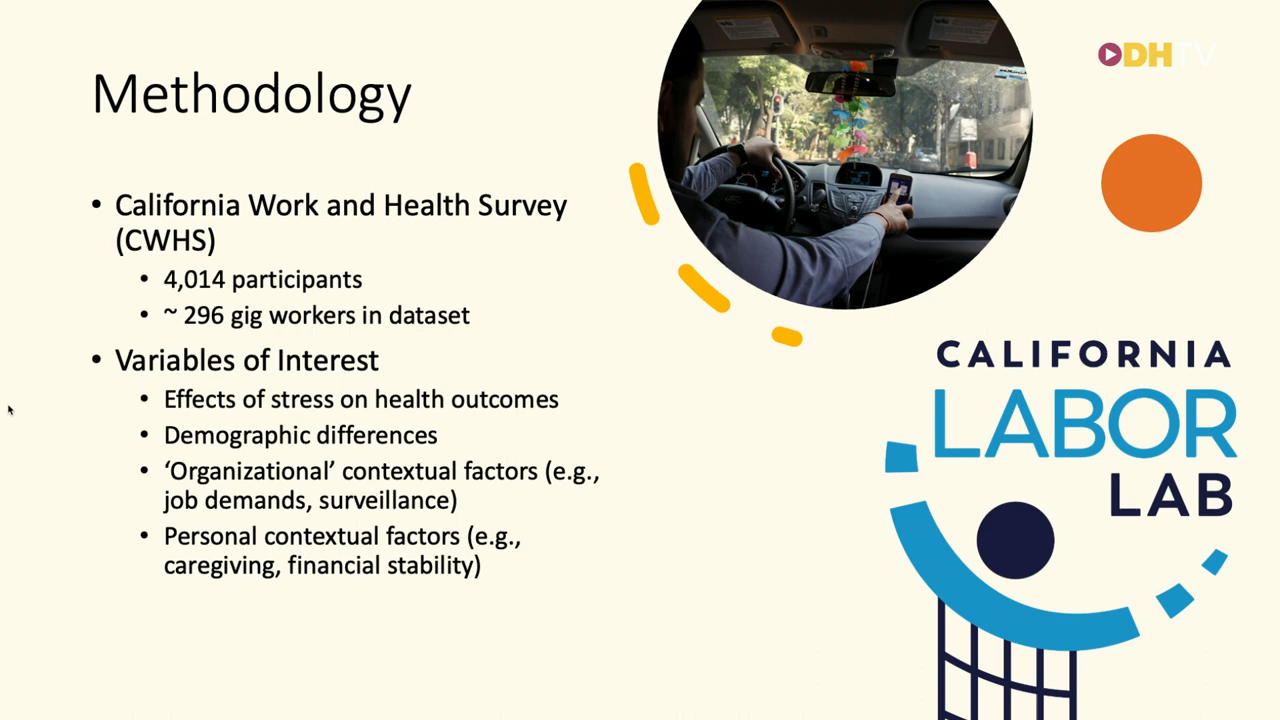 DHTV
Methodology
• California Work and Health Survey
(CWHS)
• 4,014 participants
• ~ 296 gig workers in dataset
• Variables of Interest
• Effects of stress on health outcomes
• Demographic differences
• ‘Organizational’ contextual factors (e.g.,
job demands, surveillance)
• Personal contextual factors (e.g.,
caregiving, financial stability)
CALIFORNIA
LABOR
LAB